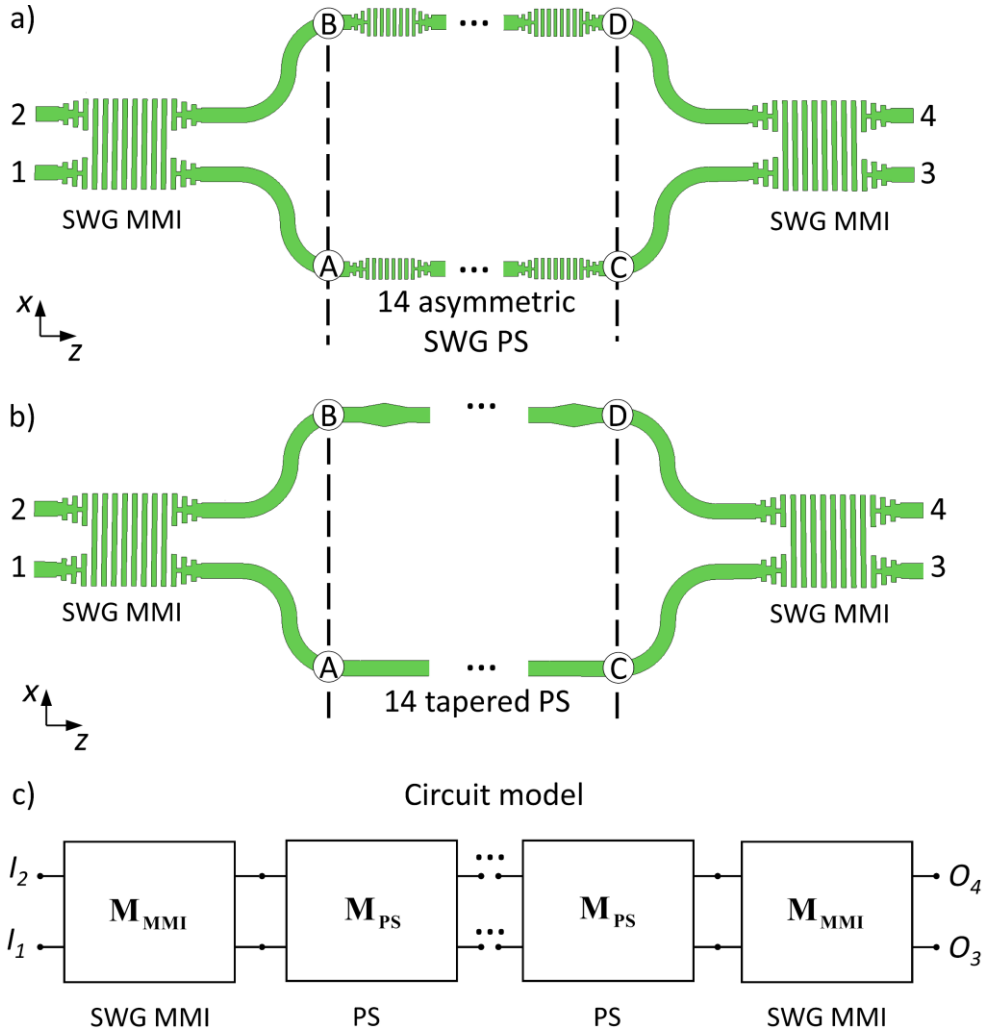 a)
B
D
2
4
1
3
SWG MMI
SWG MMI
A
C
14 asymmetric
SWG PS
x
z
b)
B
D
2
4
1
3
SWG MMI
SWG MMI
A
C
14 tapered PS
x
z
c)
Circuit model
I2
MMMI
MPS
MPS
MMMI
O4
I1
O3
SWG MMI
PS
PS
SWG MMI